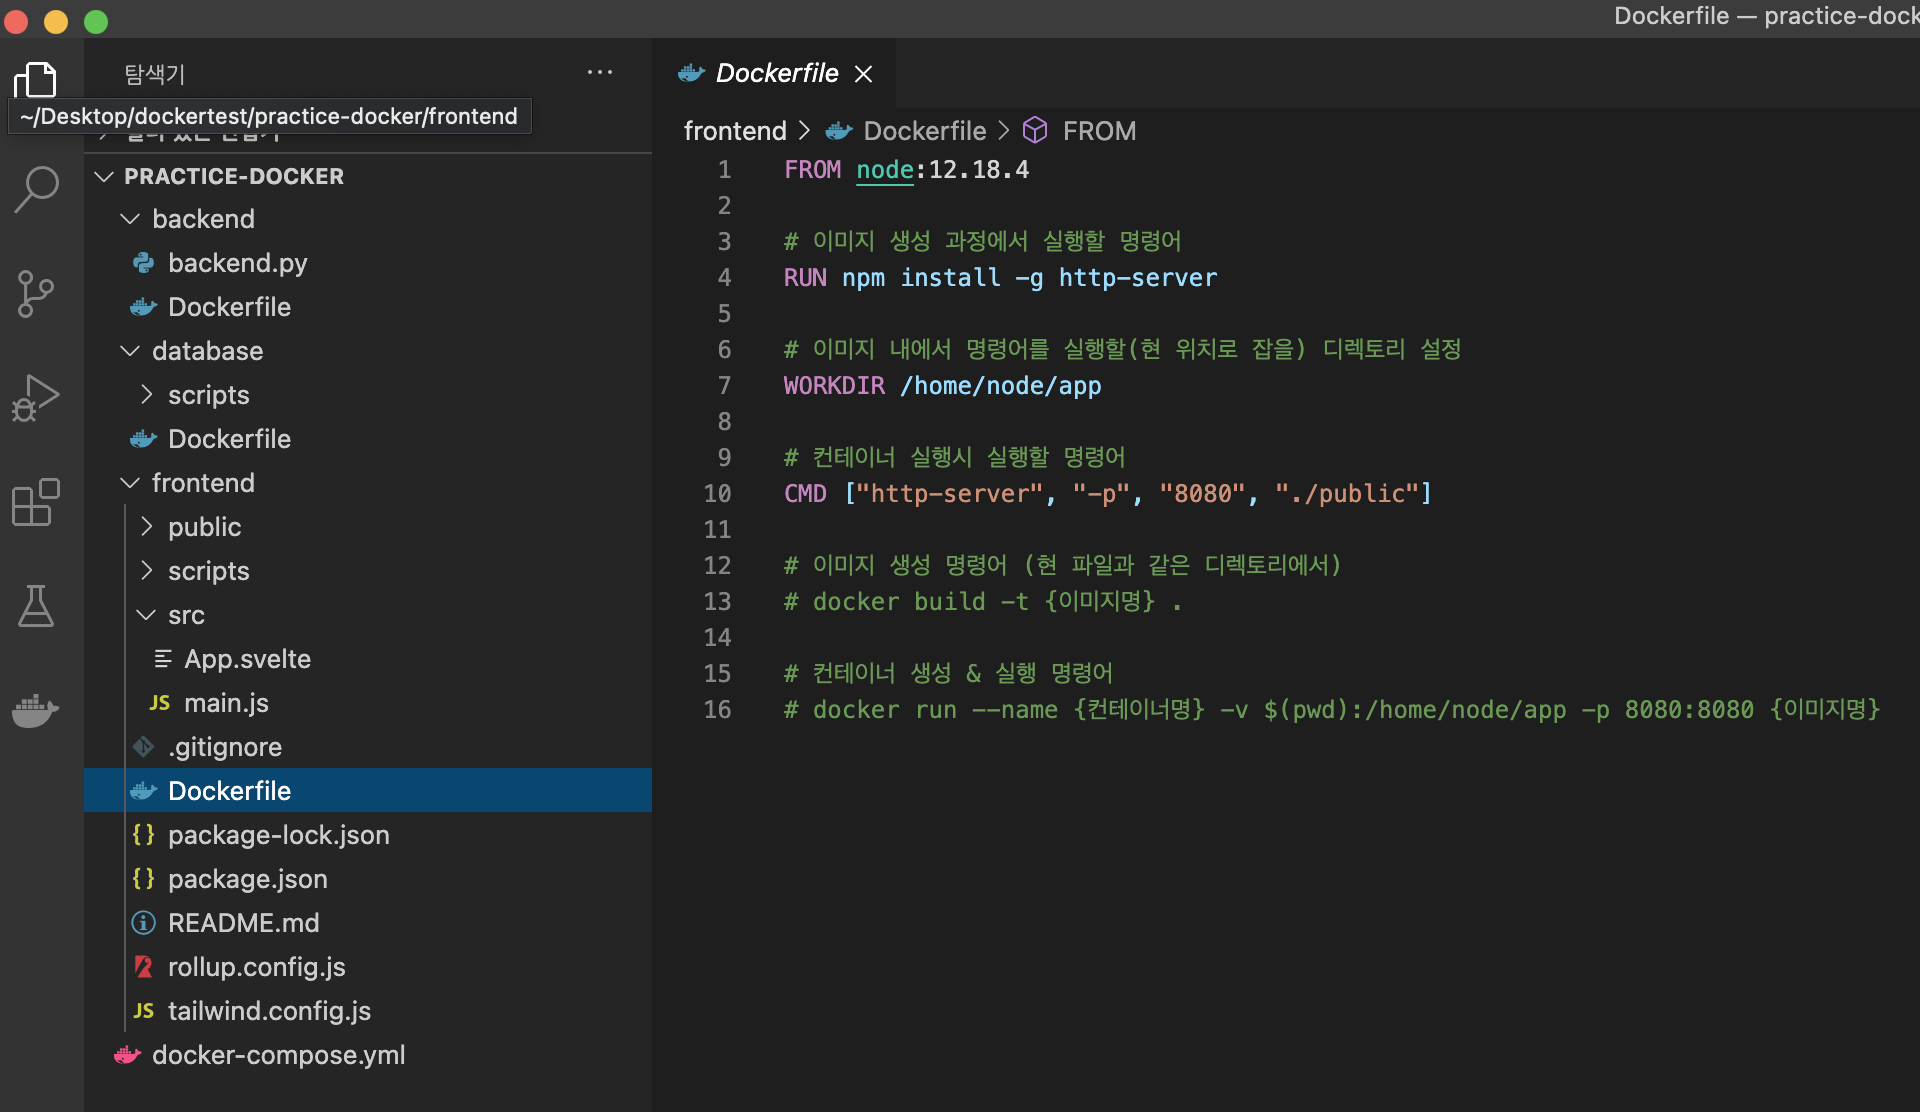 Dockerfile — practice-dock
탐색기
~/Desktop/dockertest/practice-docker/frontend
PRACTICE-DOCKER
backend
backend.py
Dockerfile
database
scripts
Dockerfile
frontend
public
scripts
src
App.svelte
JS main.js
.gitignore
Dockerfile
{} package-lock.json
{} package.json
README.md
rollup.config.js
JS tailwind.config.js
docker-compose.yml
Dockerfile
frontend > Dockerfile > FROM
1 FROM node:12.18.4
2
3 # 이미지 생성 과정에서 실행할 명령어
4 RUN npm install -g http-server
5
6 # 이미지 내에서 명령어를 실행할(현 위치로 잡을) 디렉토리 설정
7 WORKDIR /home/node/app
8
9 # 컨테이너 실행시 실행할 명령어
10 CMD ["http-server", "-p", "8080", "./public"]
11
12 # 이미지 생성 명령어 (현 파일과 같은 디렉토리에서)
13 # docker build -t {이미지명} .
14
15 # 컨테이너 생성 & 실행 명령어
16 # docker run --name {컨테이너명} -v $(pwd):/home/node/app -p 8080:8080 {이미지명}